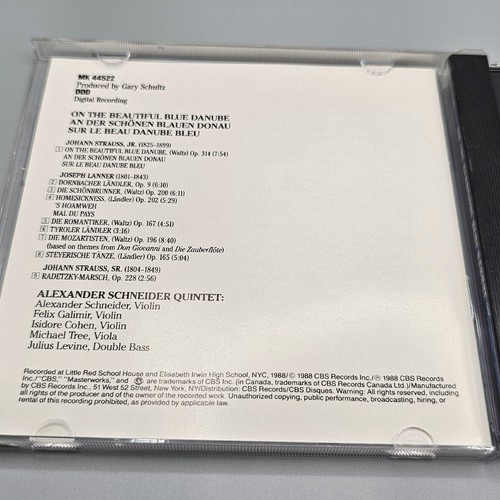 MK 44522
Produced by Gary Schultz
DDD
Digital Recording
ON THE BEAUTIFUL BLUE DANUBE
AN DER SCHÖNEN BLAUEN DONAU
SUR LE BEAU DANUBE BLEU
JOHANN STRAUSS, JR. (1825-1899)
1 ON THE BEAUTIFUL BLUE DANUBE, (Waltz) Op. 314 (7:54)
AN DER SCHÖNEN BLAUEN DONAU
SUR LE BEAU DANUBE BLEU
JOSEPH LANNER (1801-1843)
2 DORNBACHER LÄNDLER, Op. 9 (6:10)
3 DIE SCHÖNBRUNNER, (Waltz) Op. 200 (6:11)
4 HOMESICKNESS, (Ländler) Op. 202 (5:29)
'S HOAMWEH
MAL DU PAYS
5 DIE ROMANTIKER, (Waltz) Op. 167 (4:51)
6 TYROLER LÄNDLER (3:16)
7 DIE MOZARTISTEN, (Waltz) Op. 196 (8:40)
(based on themes from Don Giovanni and Die Zauberflöte)
8 STEYERISCHE TÄNZE, (Ländler) Op. 165 (5:04)
JOHANN STRAUSS, SR. (1804-1849)
9 RADETZKY-MARSCH, Op. 228 (2:56)
ALEXANDER SCHNEIDER QUINTET:
Alexander Schneider, Violin
Felix Galimir, Violin
Isidore Cohen, Violin
Michael Tree, Viola
Julius Levine, Double Bass
Recorded at Little Red School House and Elisabeth Irwin High School, NYC, 1988/© 1988 CBS Records
Inc./℗ 1988 CBS Records Inc./"CBS," "Masterworks," and are trademarks of CBS Inc. (in Canada, trademarks of CBS Records Canada Ltd.)/Manufactured
by CBS Records Inc., 51 West 52 Street, New York, NY/Distribution: CBS Records/CBS Disques. Warning: All rights reserved, including
all rights of the producer and of the owner of the recorded work. Unauthorized copying, public performance, broadcasting, hiring, or
rental of this recording prohibited, as provided by applicable law.